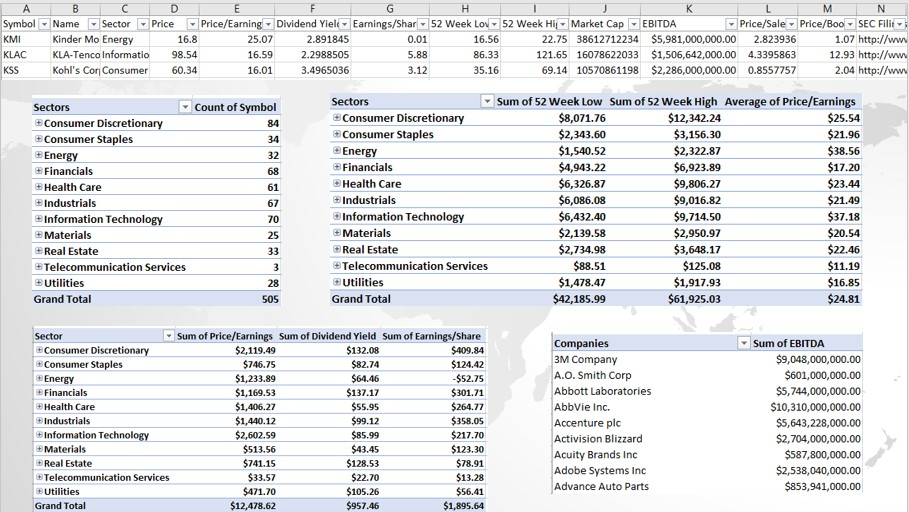 A B C D E F G H I J K L M N
Symbol Name Sector Price Price/Earning Dividend Yiel Earnings/Shar 52 Week Lov 52 Week Hi Market Cap EBITDA Price/Sale Price/Boo SEC Filin
KMI Kinder Mo Energy 16.8 25.07 2.891845 0.01 16.56 22.75 38612712234 $5,981,000,000.00 2.823936 1.07 http://www
KLAC KLA-Tenco Informatio 98.54 16.59 2.2988505 5.88 86.33 121.65 16078622033 $1,506,642,000.00 4.3395863 12.93 http://www
KSS Kohl's Cor Consumer 60.34 16.01 3.4965036 3.12 35.16 69.14 10570861198 $2,286,000,000.00 0.8557757 2.04 http://www
Sectors Count of Symbol
Consumer Discretionary 84
Consumer Staples 34
Energy 32
Financials 68
Health Care 61
Industrials 67
Information Technology 70
Materials 25
Real Estate 33
Telecommunication Services 3
Utilities 28
Grand Total 505
Sectors Sum of 52 Week Low Sum of 52 Week High Average of Price/Earnings
Consumer Discretionary $8,071.76 $12,342.24 $25.54
Consumer Staples $2,343.60 $3,156.30 $21.96
Energy $1,540.52 $2,322.87 $38.56
Financials $4,943.22 $6,923.89 $17.20
Health Care $6,326.87 $9,806.27 $23.44
Industrials $6,086.08 $9,016.82 $21.49
Information Technology $6,432.40 $9,714.50 $37.18
Materials $2,139.58 $2,950.97 $20.54
Real Estate $2,734.98 $3,648.17 $22.46
Telecommunication Services $88.51 $125.08 $11.19
Utilities $1,478.47 $1,917.93 $16.85
Grand Total $42,185.99 $61,925.03 $24.81
Sector Sum of Price/Earnings Sum of Dividend Yield Sum of Earnings/Share
Consumer Discretionary $2,119.49 $132.08 $409.84
Consumer Staples $746.75 $82.74 $124.42
Energy $1,233.89 $64.46 -$52.75
Financials $1,169.53 $137.17 $301.71
Health Care $1,406.27 $55.95 $264.77
Industrials $1,440.12 $99.12 $358.05
Information Technology $2,602.59 $85.99 $217.70
Materials $513.56 $43.45 $123.30
Real Estate $741.15 $128.53 $78.91
Telecommunication Services $33.57 $22.70 $13.28
Utilities $471.70 $105.26 $56.41
Grand Total $12,478.62 $957.46 $1,895.64
Companies Sum of EBITDA
3M Company $9,048,000,000.00
A.O. Smith Corp $601,000,000.00
Abbott Laboratories $5,744,000,000.00
AbbVie Inc. $10,310,000,000.00
Accenture plc $5,643,228,000.00
Activision Blizzard $2,704,000,000.00
Acuity Brands Inc $587,800,000.00
Adobe Systems Inc $2,538,040,000.00
Advance Auto Parts $853,941,000.00